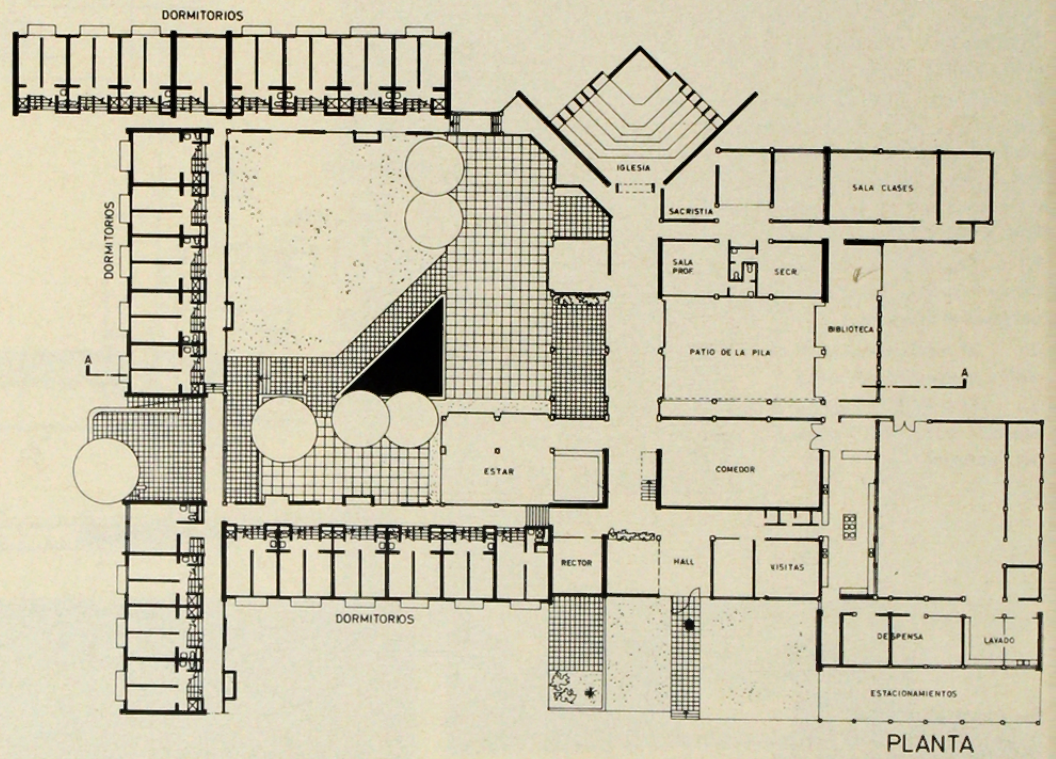 DORMITORIOS
IGLESIA
SALA CLASES
SACRISTIA
DORMITORIOS
SALA
PROF.
SECR.
BIBLIOTECA
PATIO DE LA PILA
A
A
ESTAR
COMEDOR
RECTOR
HALL
VISITAS
DORMITORIOS
DESPENSA
LAVADO
ESTACIONAMIENTOS
PLANTA